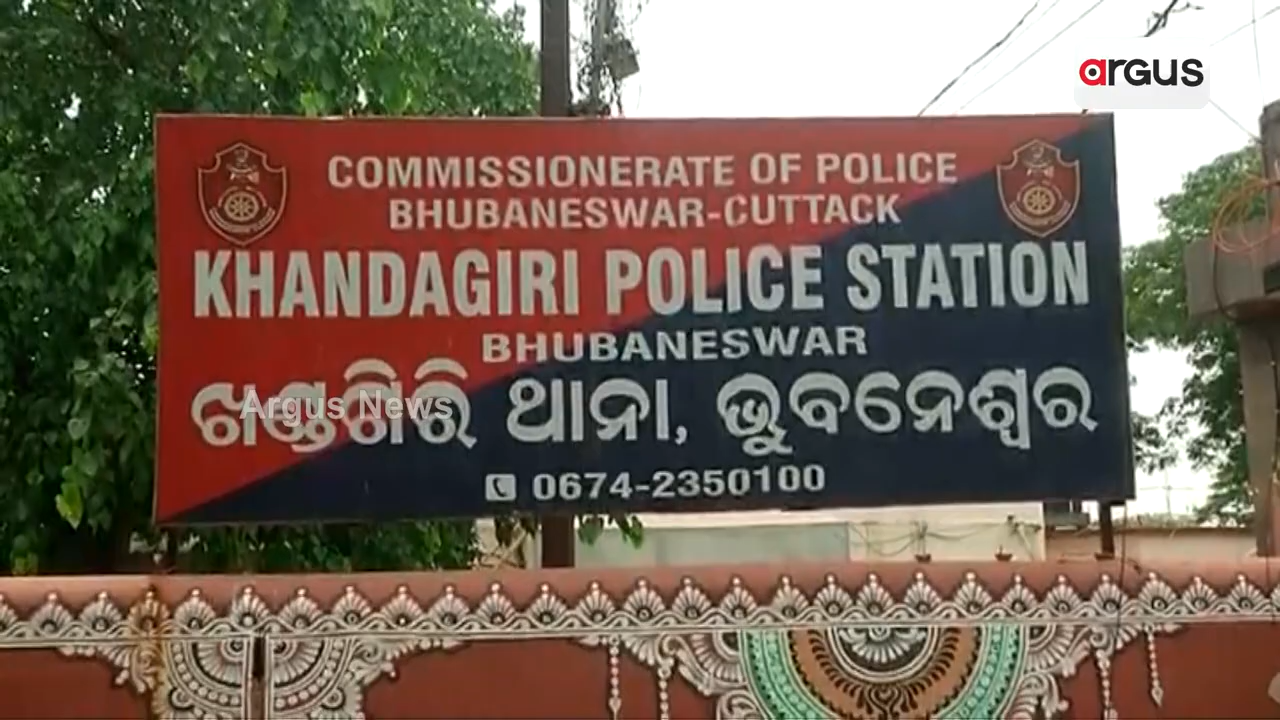 argus
COMMISSIONERATE OF POLICE
BHUBANESWAR-CUTTACK
KHANDAGIRI POLICE STATION
BHUBANESWAR
ଖଣ୍ଡଗିରି ଥାନା, ଭୁବନେଶ୍ୱର
Argus News
0674-2350100